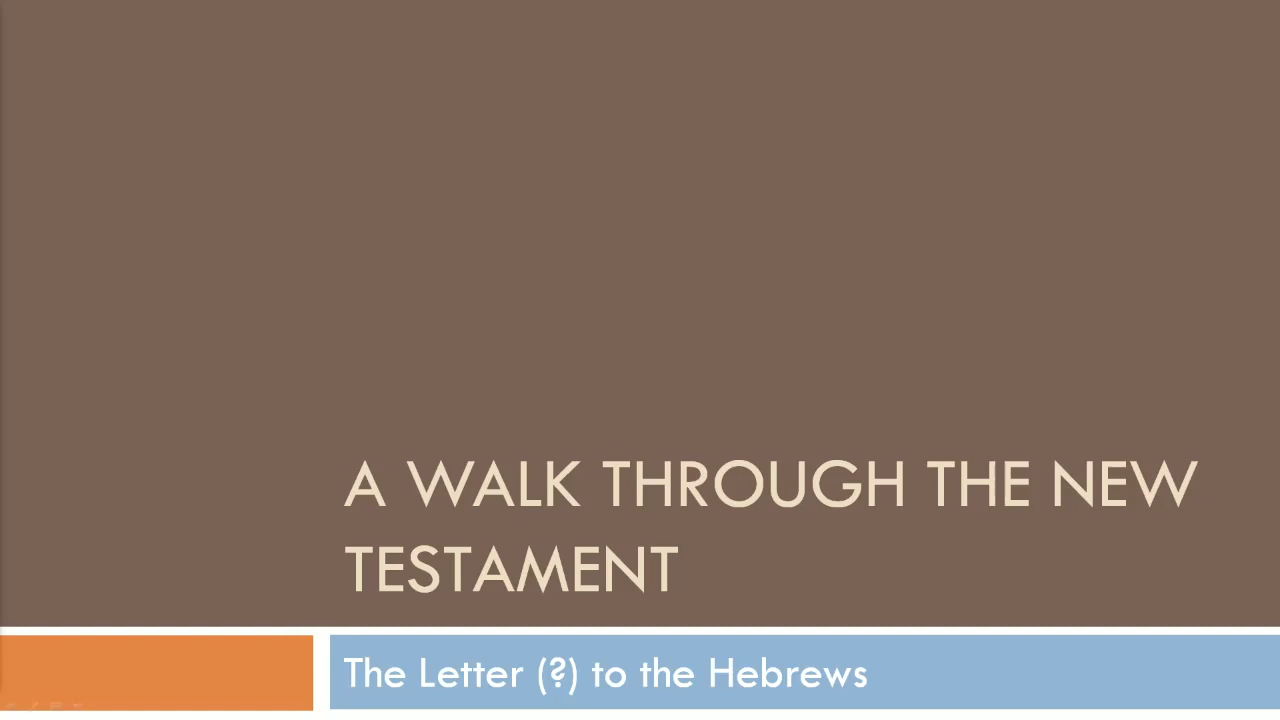 A WALK THROUGH THE NEW
TESTAMENT
The Letter (?) to the Hebrews